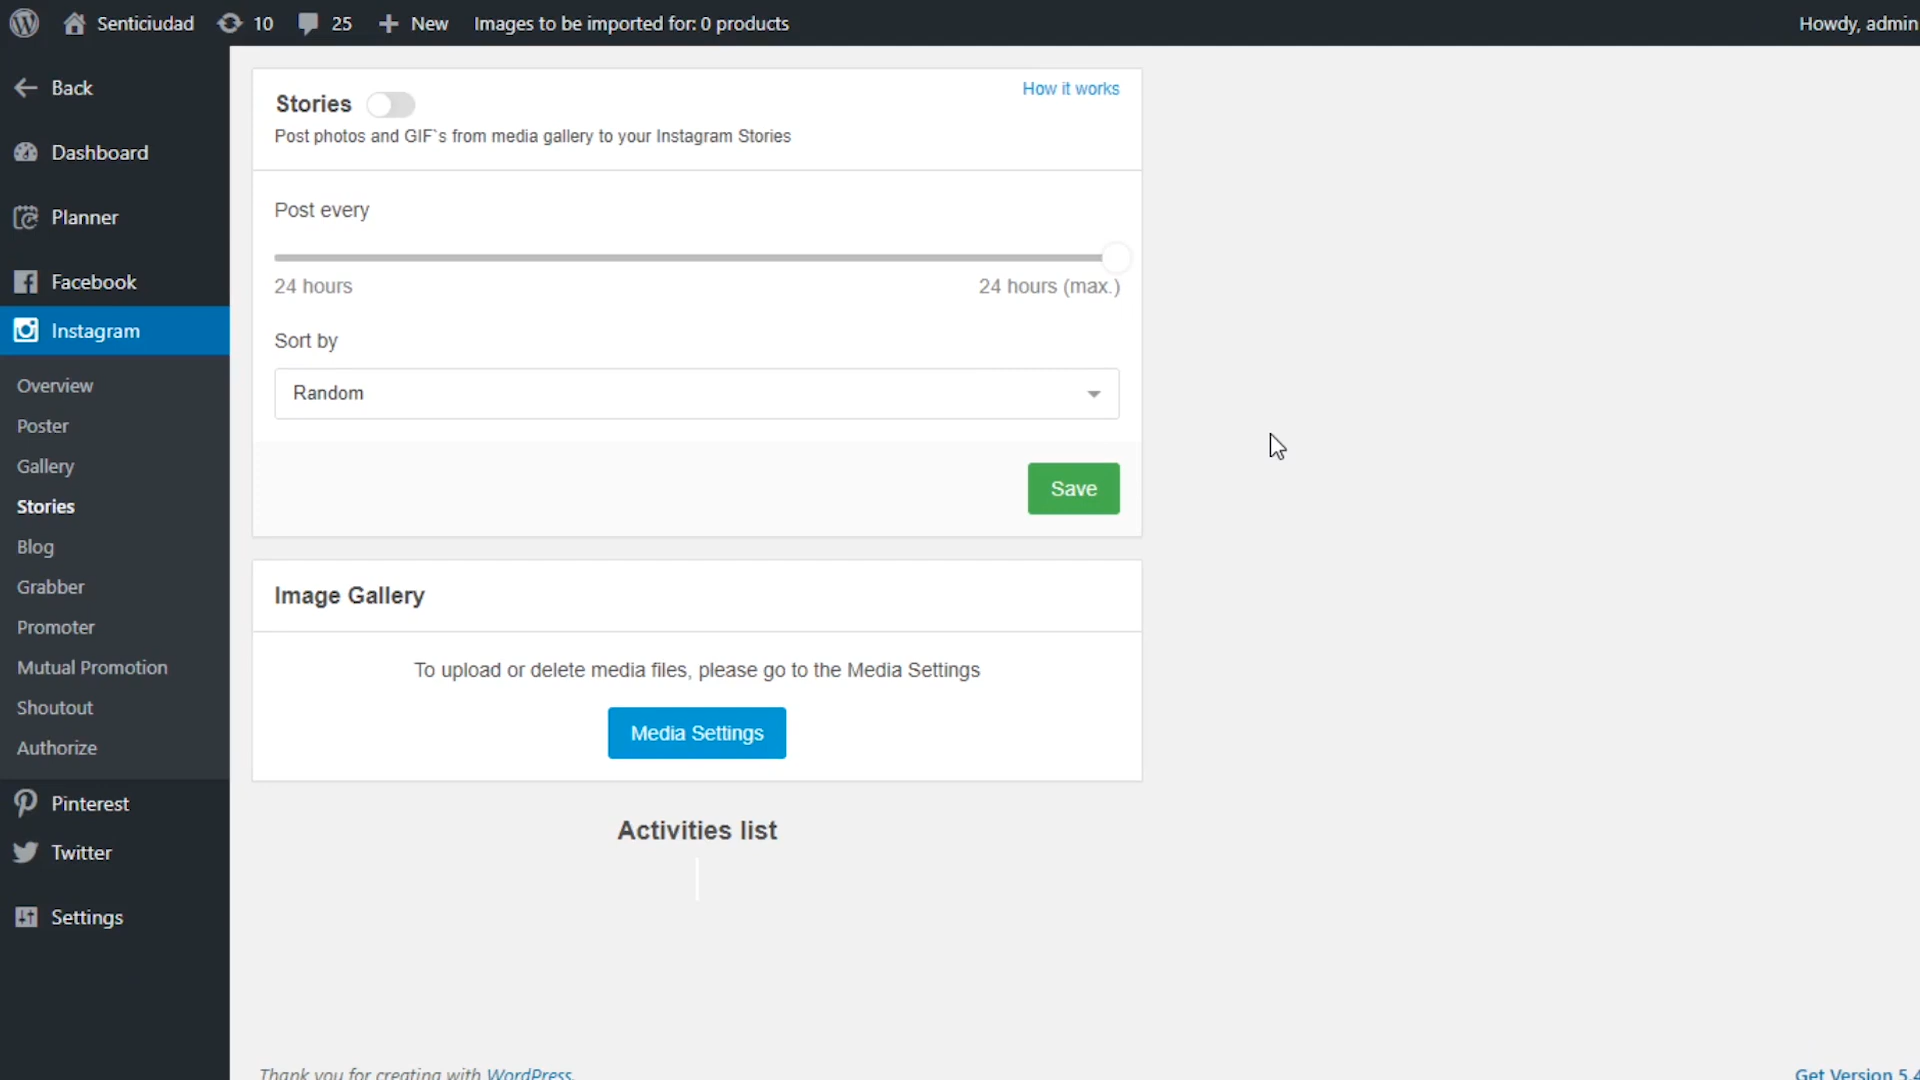 Senticiudad 10 25 New Images to be imported for: 0 products Howdy, admin
Back
Dashboard
Planner
Facebook
Instagram
Overview
Poster
Gallery
Stories
Blog
Grabber
Promoter
Mutual Promotion
Shoutout
Authorize
Pinterest
Twitter
Settings
Stories
How it works
Post photos and GIF`s from media gallery to your Instagram Stories
Post every
24 hours 24 hours (max.)
Sort by
Random
Save
Image Gallery
To upload or delete media files, please go to the Media Settings
Media Settings
Activities list
Thank you for creating with WordPress.
Get Version 5.4